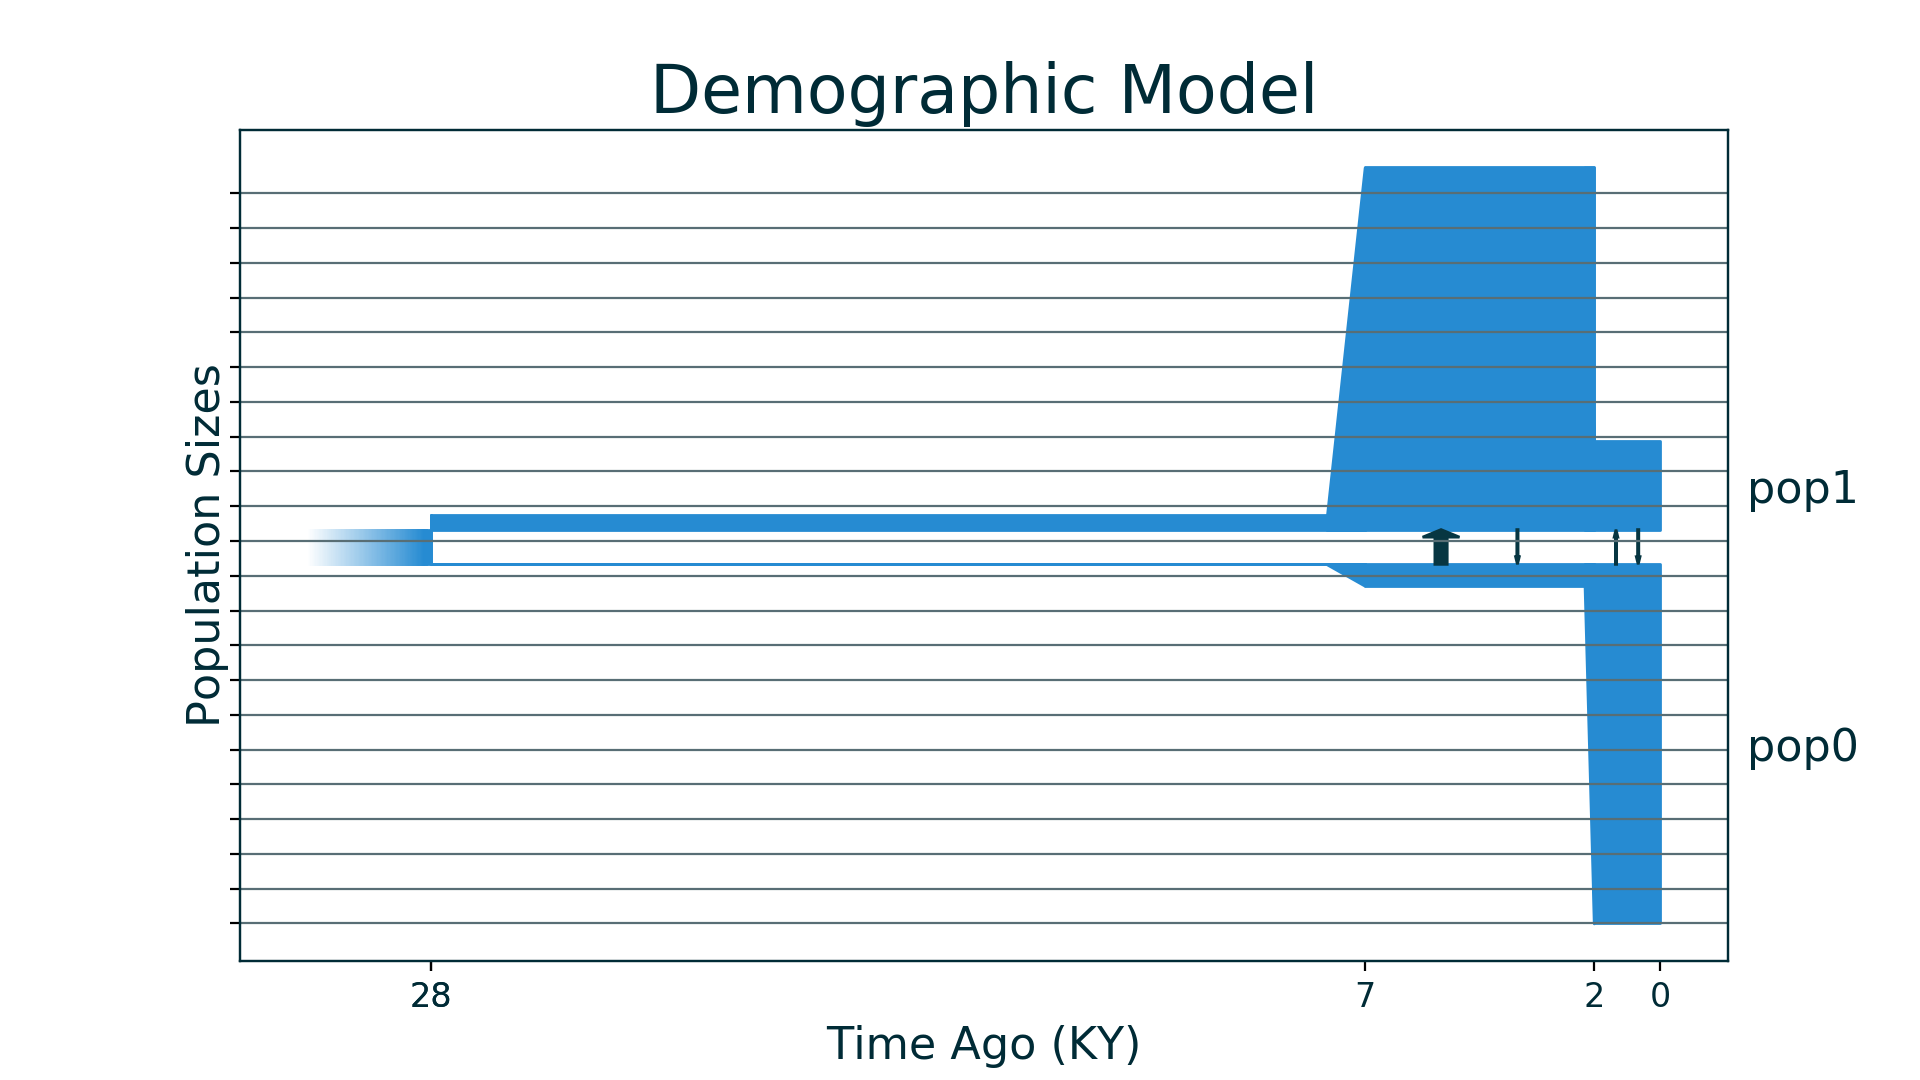 Demographic Model
Population Sizes
pop1
pop0
28
7
2
0
Time Ago (KY)